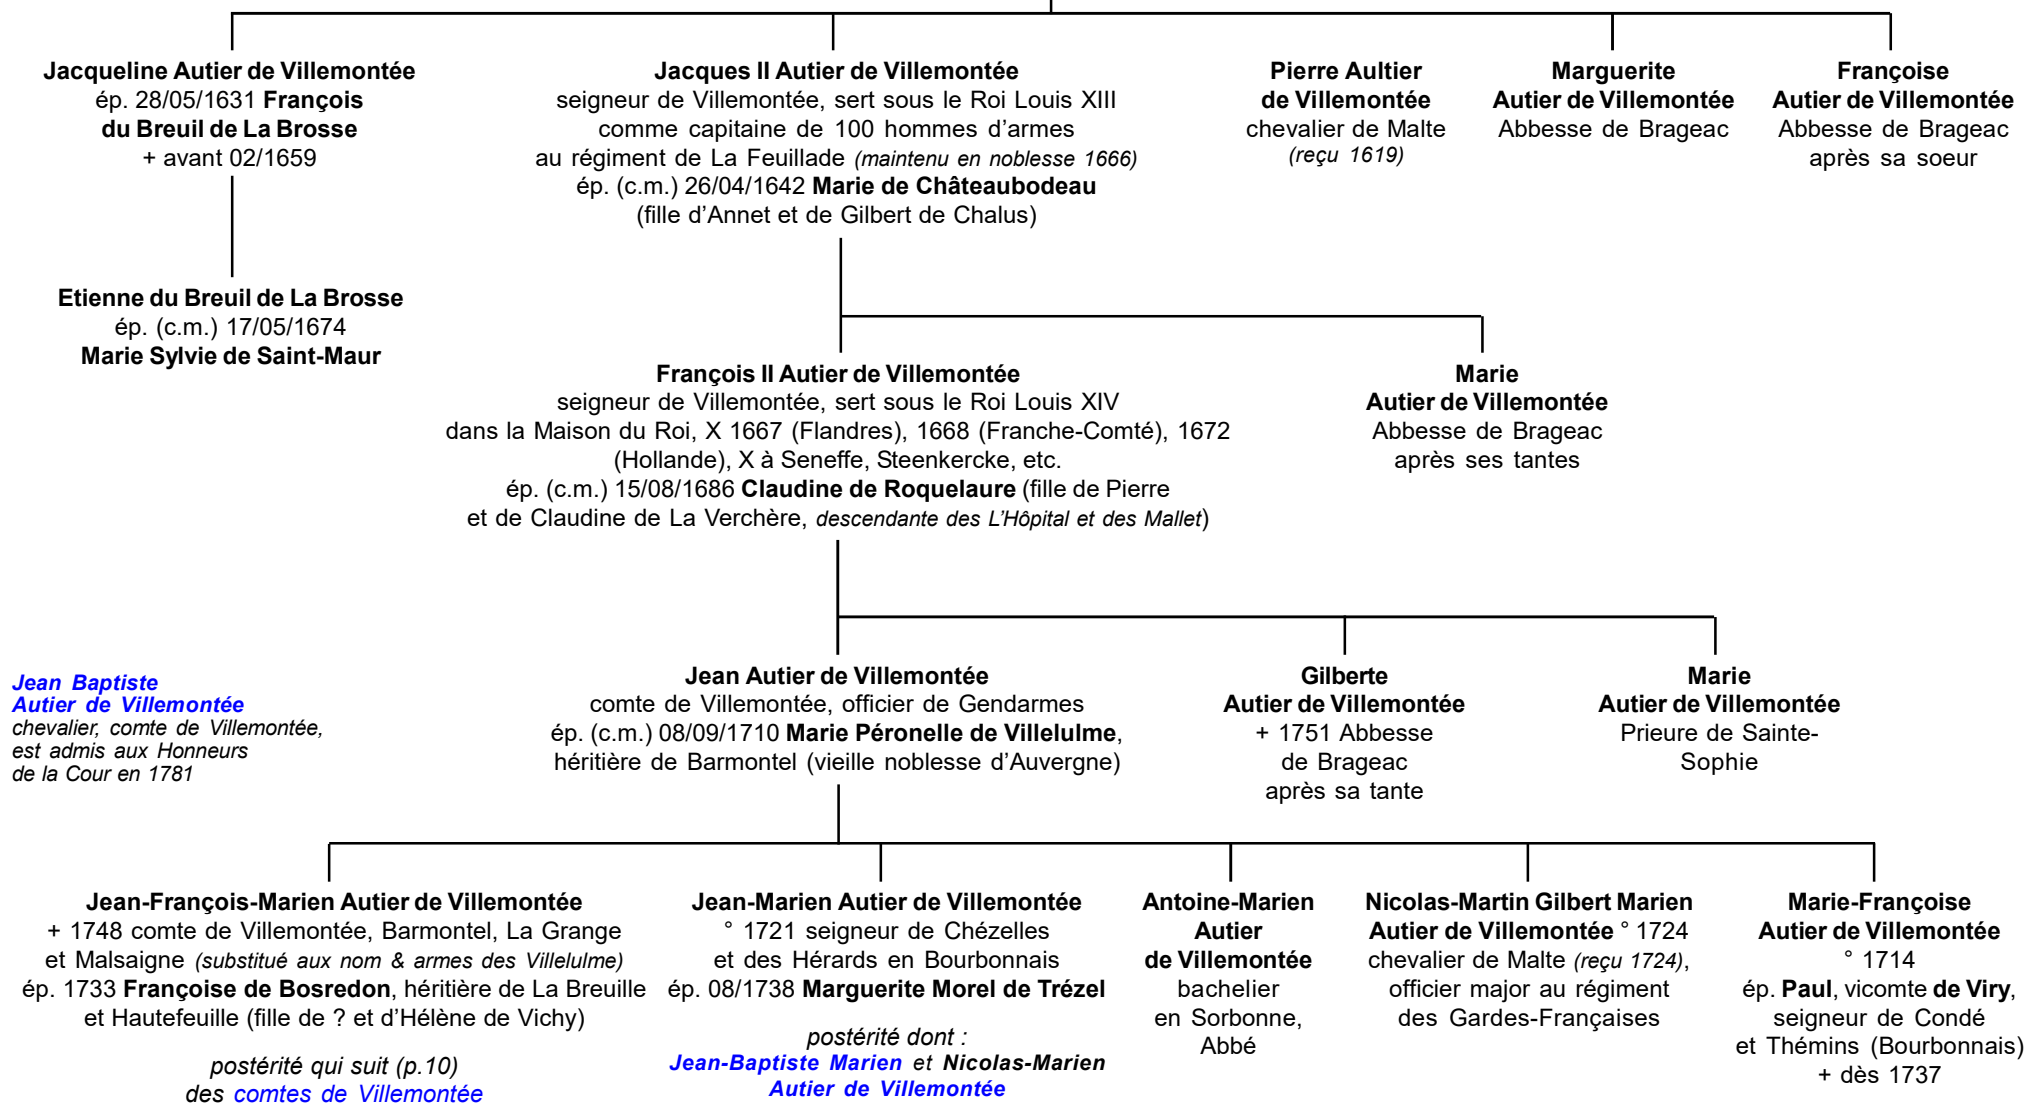 Jacqueline Autier de Villemontée
ép. 28/05/1631 François
du Breuil de La Brosse
+ avant 02/1659
Jacques II Autier de Villemontée
seigneur de Villemontée, sert sous le Roi Louis XIII
comme capitaine de 100 hommes d’armes
au régiment de La Feuillade (maintenu en noblesse 1666)
ép. (c.m.) 26/04/1642 Marie de Châteaubodeau
(fille d’Annet et de Gilbert de Chalus)
Pierre Aultier
de Villemontée
chevalier de Malte
(reçu 1619)
Marguerite
Autier de Villemontée
Abbesse de Brageac
Françoise
Autier de Villemontée
Abbesse de Brageac
après sa soeur
Etienne du Breuil de La Brosse
ép. (c.m.) 17/05/1674
Marie Sylvie de Saint-Maur
François II Autier de Villemontée
seigneur de Villemontée, sert sous le Roi Louis XIV
dans la Maison du Roi, X 1667 (Flandres), 1668 (Franche-Comté), 1672
(Hollande), X à Seneffe, Steenkercke, etc.
ép. (c.m.) 15/08/1686 Claudine de Roquelaure (fille de Pierre
et de Claudine de La Verchère, descendante des L’Hôpital et des Mallet)
Marie
Autier de Villemontée
Abbesse de Brageac
après ses tantes
Jean Baptiste
Autier de Villemontée
chevalier, comte de Villemontée,
est admis aux Honneurs
de la Cour en 1781
Jean Autier de Villemontée
comte de Villemontée, officier de Gendarmes
ép. (c.m.) 08/09/1710 Marie Péronelle de Villelulme,
héritière de Barmontel (vieille noblesse d’Auvergne)
Gilberte
Autier de Villemontée
+ 1751 Abbesse
de Brageac
après sa tante
Marie
Autier de Villemontée
Prieure de Sainte-
Sophie
Jean-François-Marien Autier de Villemontée
+ 1748 comte de Villemontée, Barmontel, La Grange
et Malsaigne (substitué aux nom & armes des Villelulme)
ép. 1733 Françoise de Bosredon, héritière de La Breuille
et Hautefeuille (fille de ? et d’Hélène de Vichy)
postérité qui suit (p.10)
des comtes de Villemontée
Jean-Marien Autier de Villemontée
° 1721 seigneur de Chézelles
et des Hérards en Bourbonnais
ép. 08/1738 Marguerite Morel de Trézel
postérité dont :
Jean-Baptiste Marien et Nicolas-Marien
Autier de Villemontée
Antoine-Marien
Autier
de Villemontée
bachelier
en Sorbonne,
Abbé
Nicolas-Martin Gilbert Marien
Autier de Villemontée ° 1724
chevalier de Malte (reçu 1724),
officier major au régiment
des Gardes-Françaises
Marie-Françoise
Autier de Villemontée
° 1714
ép. Paul, vicomte de Viry,
seigneur de Condé
et Thémins (Bourbonnais)
+ dès 1737